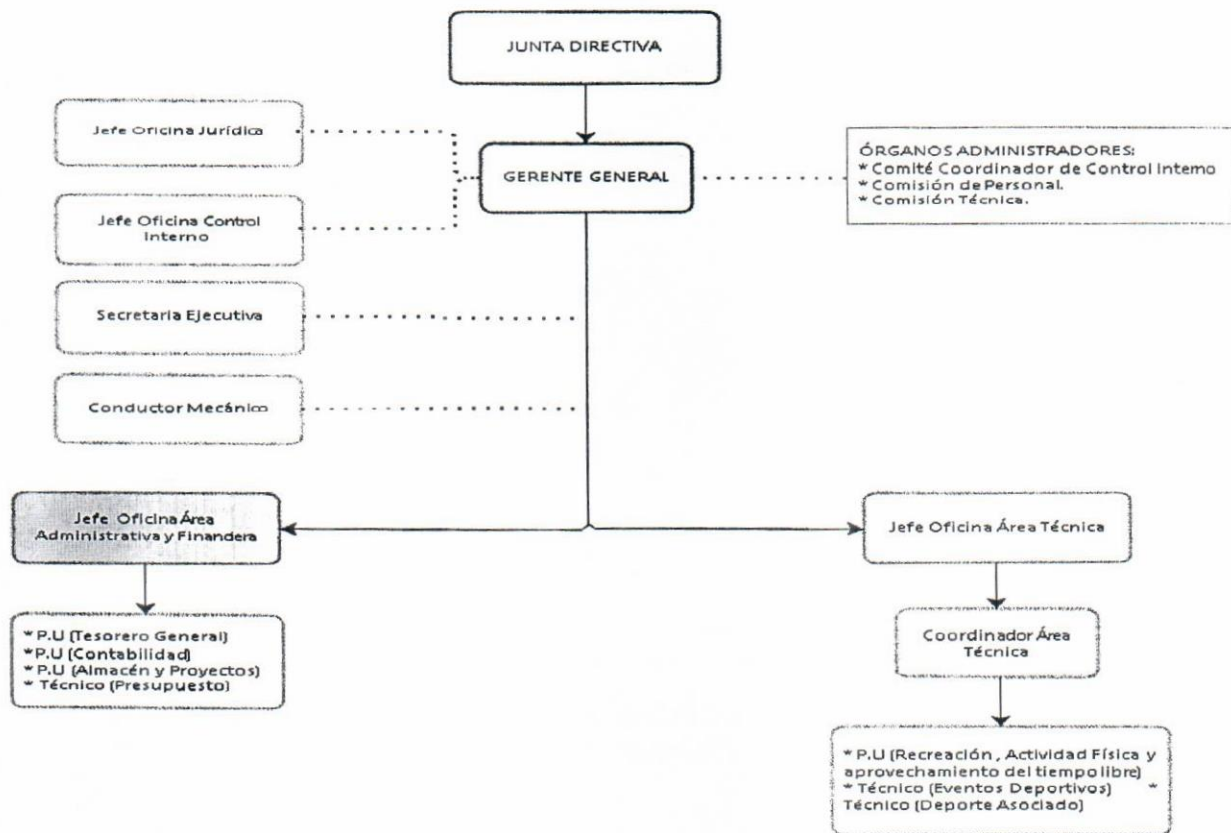 JUNTA DIRECTIVA
Jefe Oficina Jurídica
GERENTE GENERAL
ÓRGANOS ADMINISTRADORES:
* Comité Coordinador de Control Interno
* Comisión de Personal.
* Comisión Técnica.
Jefe Oficina Control
Interno
Secretaria Ejecutiva
Conductor Mecánico
Jefe Oficina Área
Administrativa y Financiera
Jefe Oficina Área Técnica
* P.U (Tesorero General)
*P.U (Contabilidad)
* P.U (Almacén y Proyectos)
* Técnico (Presupuesto)
Coordinador Área
Técnica
* P.U (Recreación , Actividad Física y
aprovechamiento del tiempo libre)
* Técnico (Eventos Deportivos) *
Técnico (Deporte Asociado)